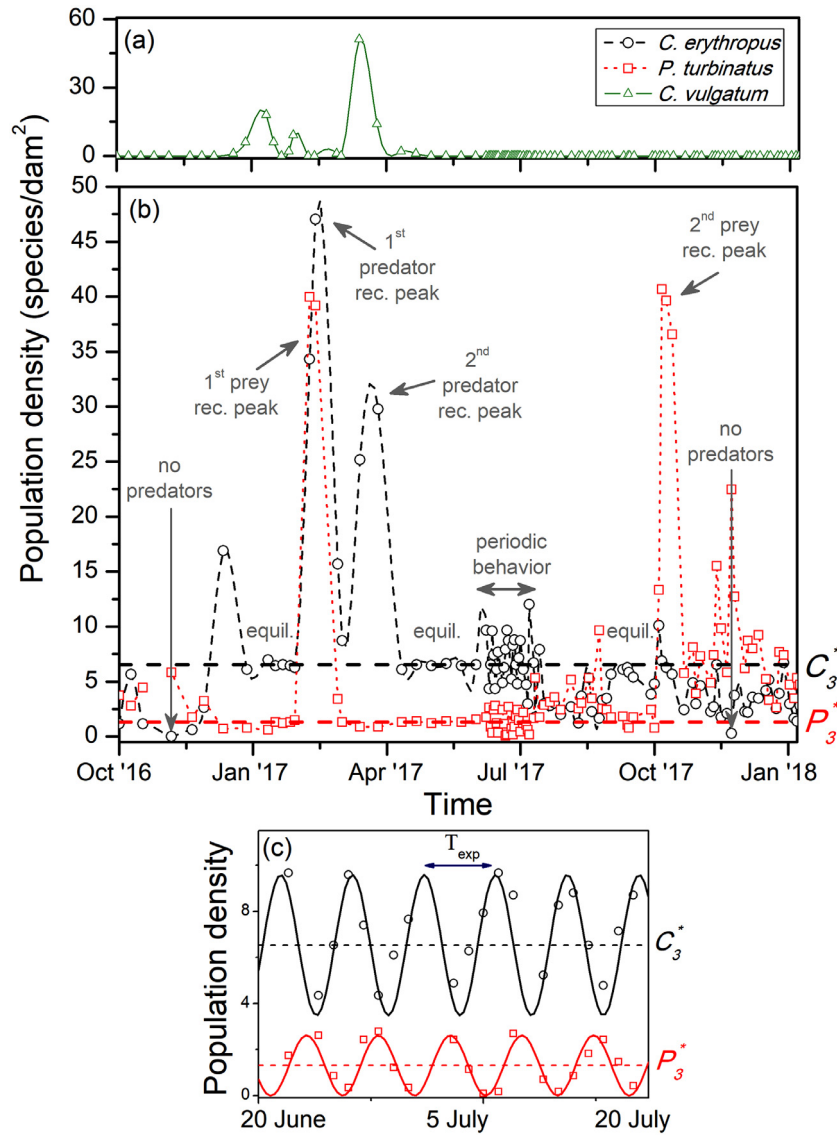 (a)
60
30
0
C. erythropus
P. turbinatus
C. vulgatum
Population density (species/dam²)
(b)
50
45
40
35
30
25
20
15
10
5
0
1st predator rec. peak
1st prey rec. peak
2nd predator rec. peak
2nd prey rec. peak
no predators
no predators
periodic behavior
equil.
equil.
equil.
C₃*
P₃*
Oct '16
Jan '17
Apr '17
Jul '17
Oct '17
Jan '18
Time
(c)
T exp
Population density
8
4
0
C₃*
P₃*
20 June
5 July
20 July